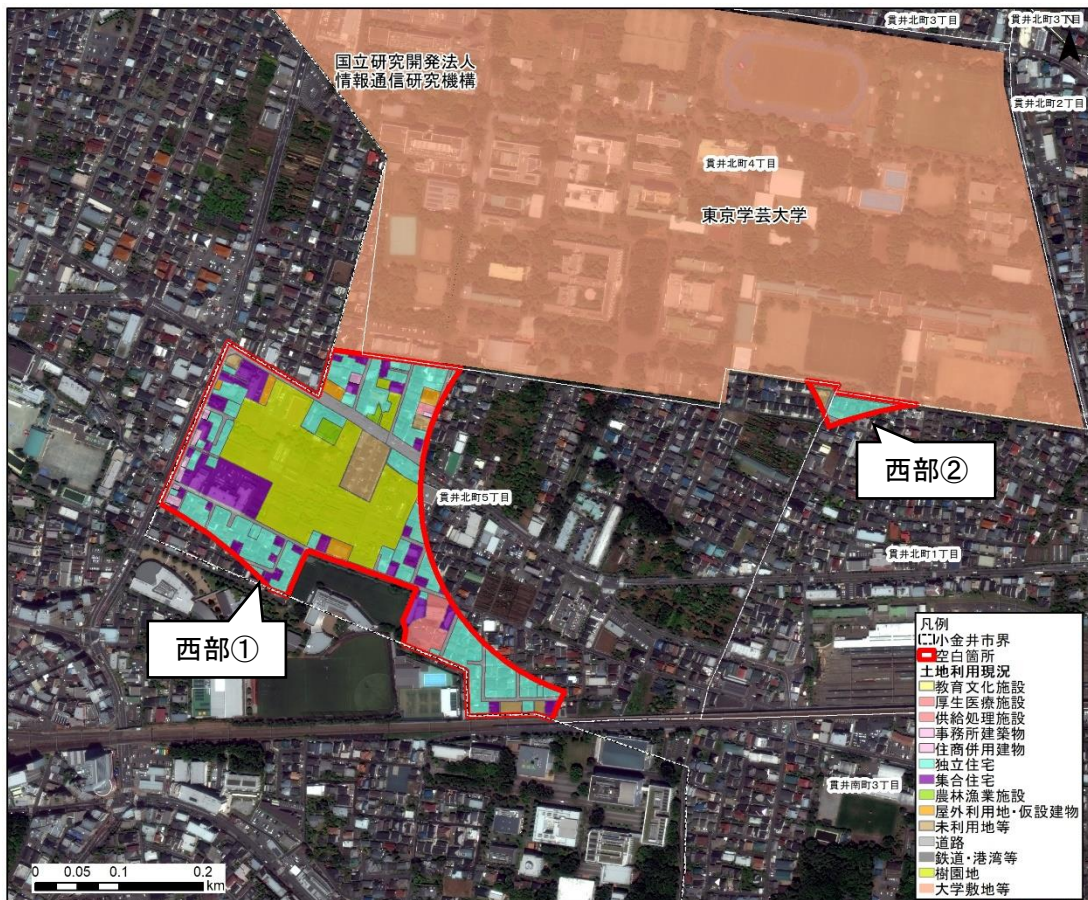 貫井北町3丁目
貫井北町3丁目
N
国立研究開発法人
情報通信研究機構
貫井北町2丁目
貫井北町4丁目
東京学芸大学
西部②
貫井北町5丁目
貫井北町1丁目
西部①
貫井南町3丁目
凡例
小金井市界
空白箇所
土地利用現況
教育文化施設
厚生医療施設
供給処理施設
事務所建築物
住商併用建物
独立住宅
集合住宅
農林漁業施設
屋外利用地・仮設建物
未利用地等
道路
鉄道・港湾等
樹園地
大学敷地等
0 0.05 0.1 0.2
km